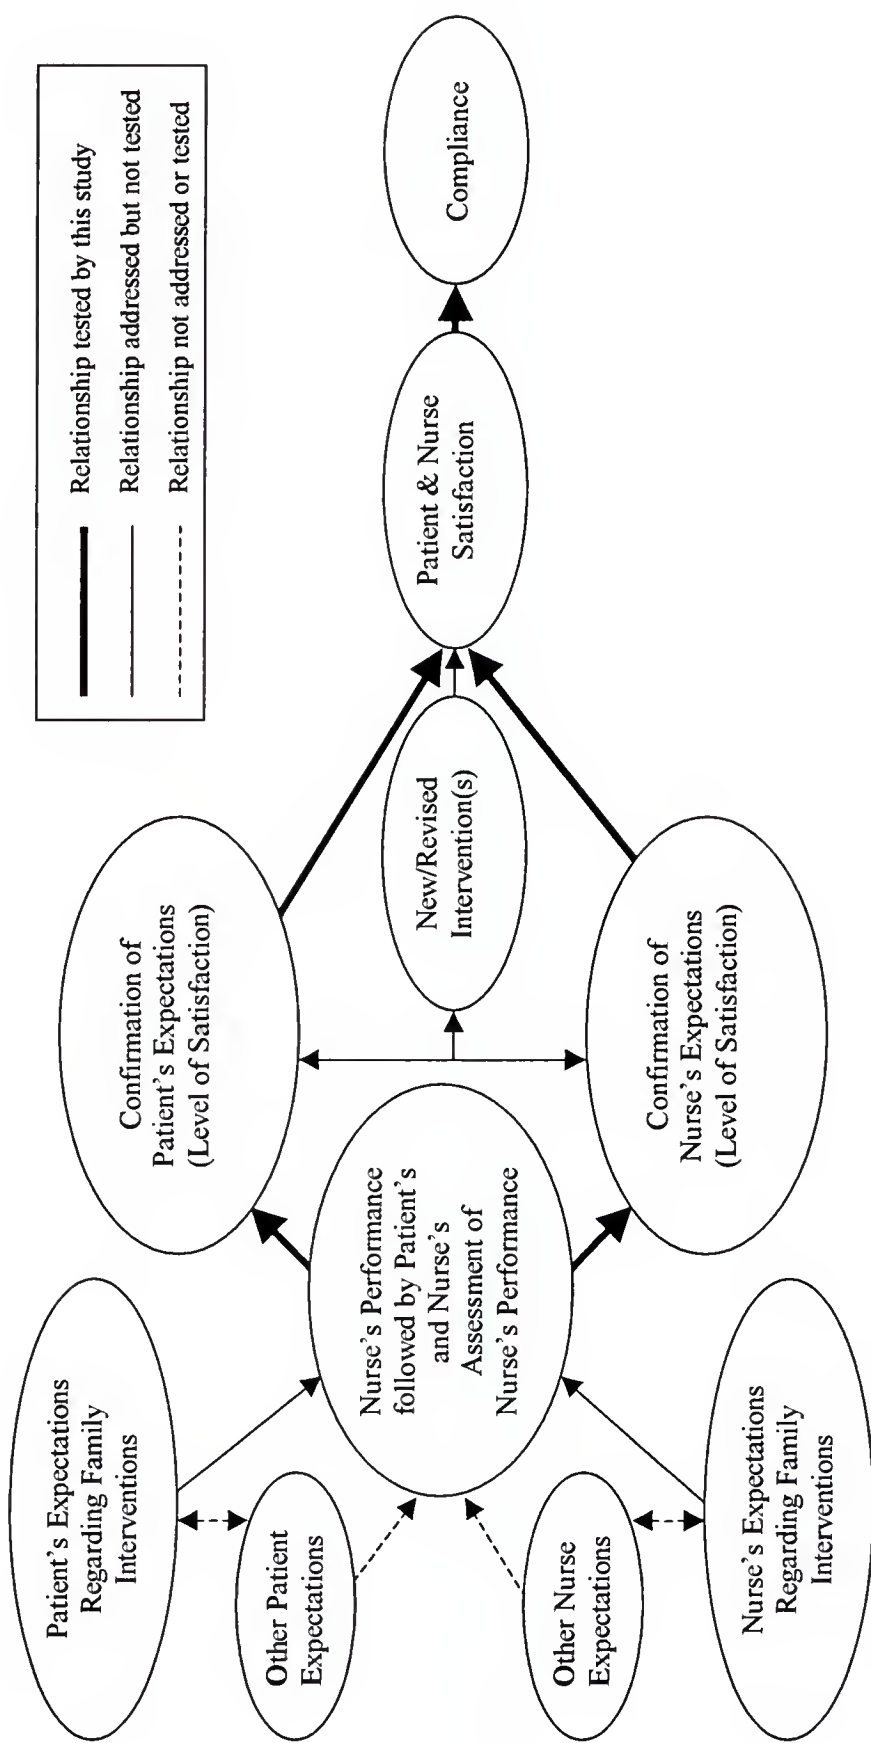 Relationship tested by this study
Relationship addressed but not tested
Relationship not addressed or tested
Patient's Expectations
Regarding Family
Interventions
Other Patient
Expectations
Other Nurse
Expectations
Nurse's Expectations
Regarding Family
Interventions
Nurse's Performance
followed by Patient's
and Nurse's
Assessment of
Nurse's Performance
Confirmation of
Patient's Expectations
(Level of Satisfaction)
Confirmation of
Nurse's Expectations
(Level of Satisfaction)
New/Revised
Intervention(s)
Patient & Nurse
Satisfaction
Compliance